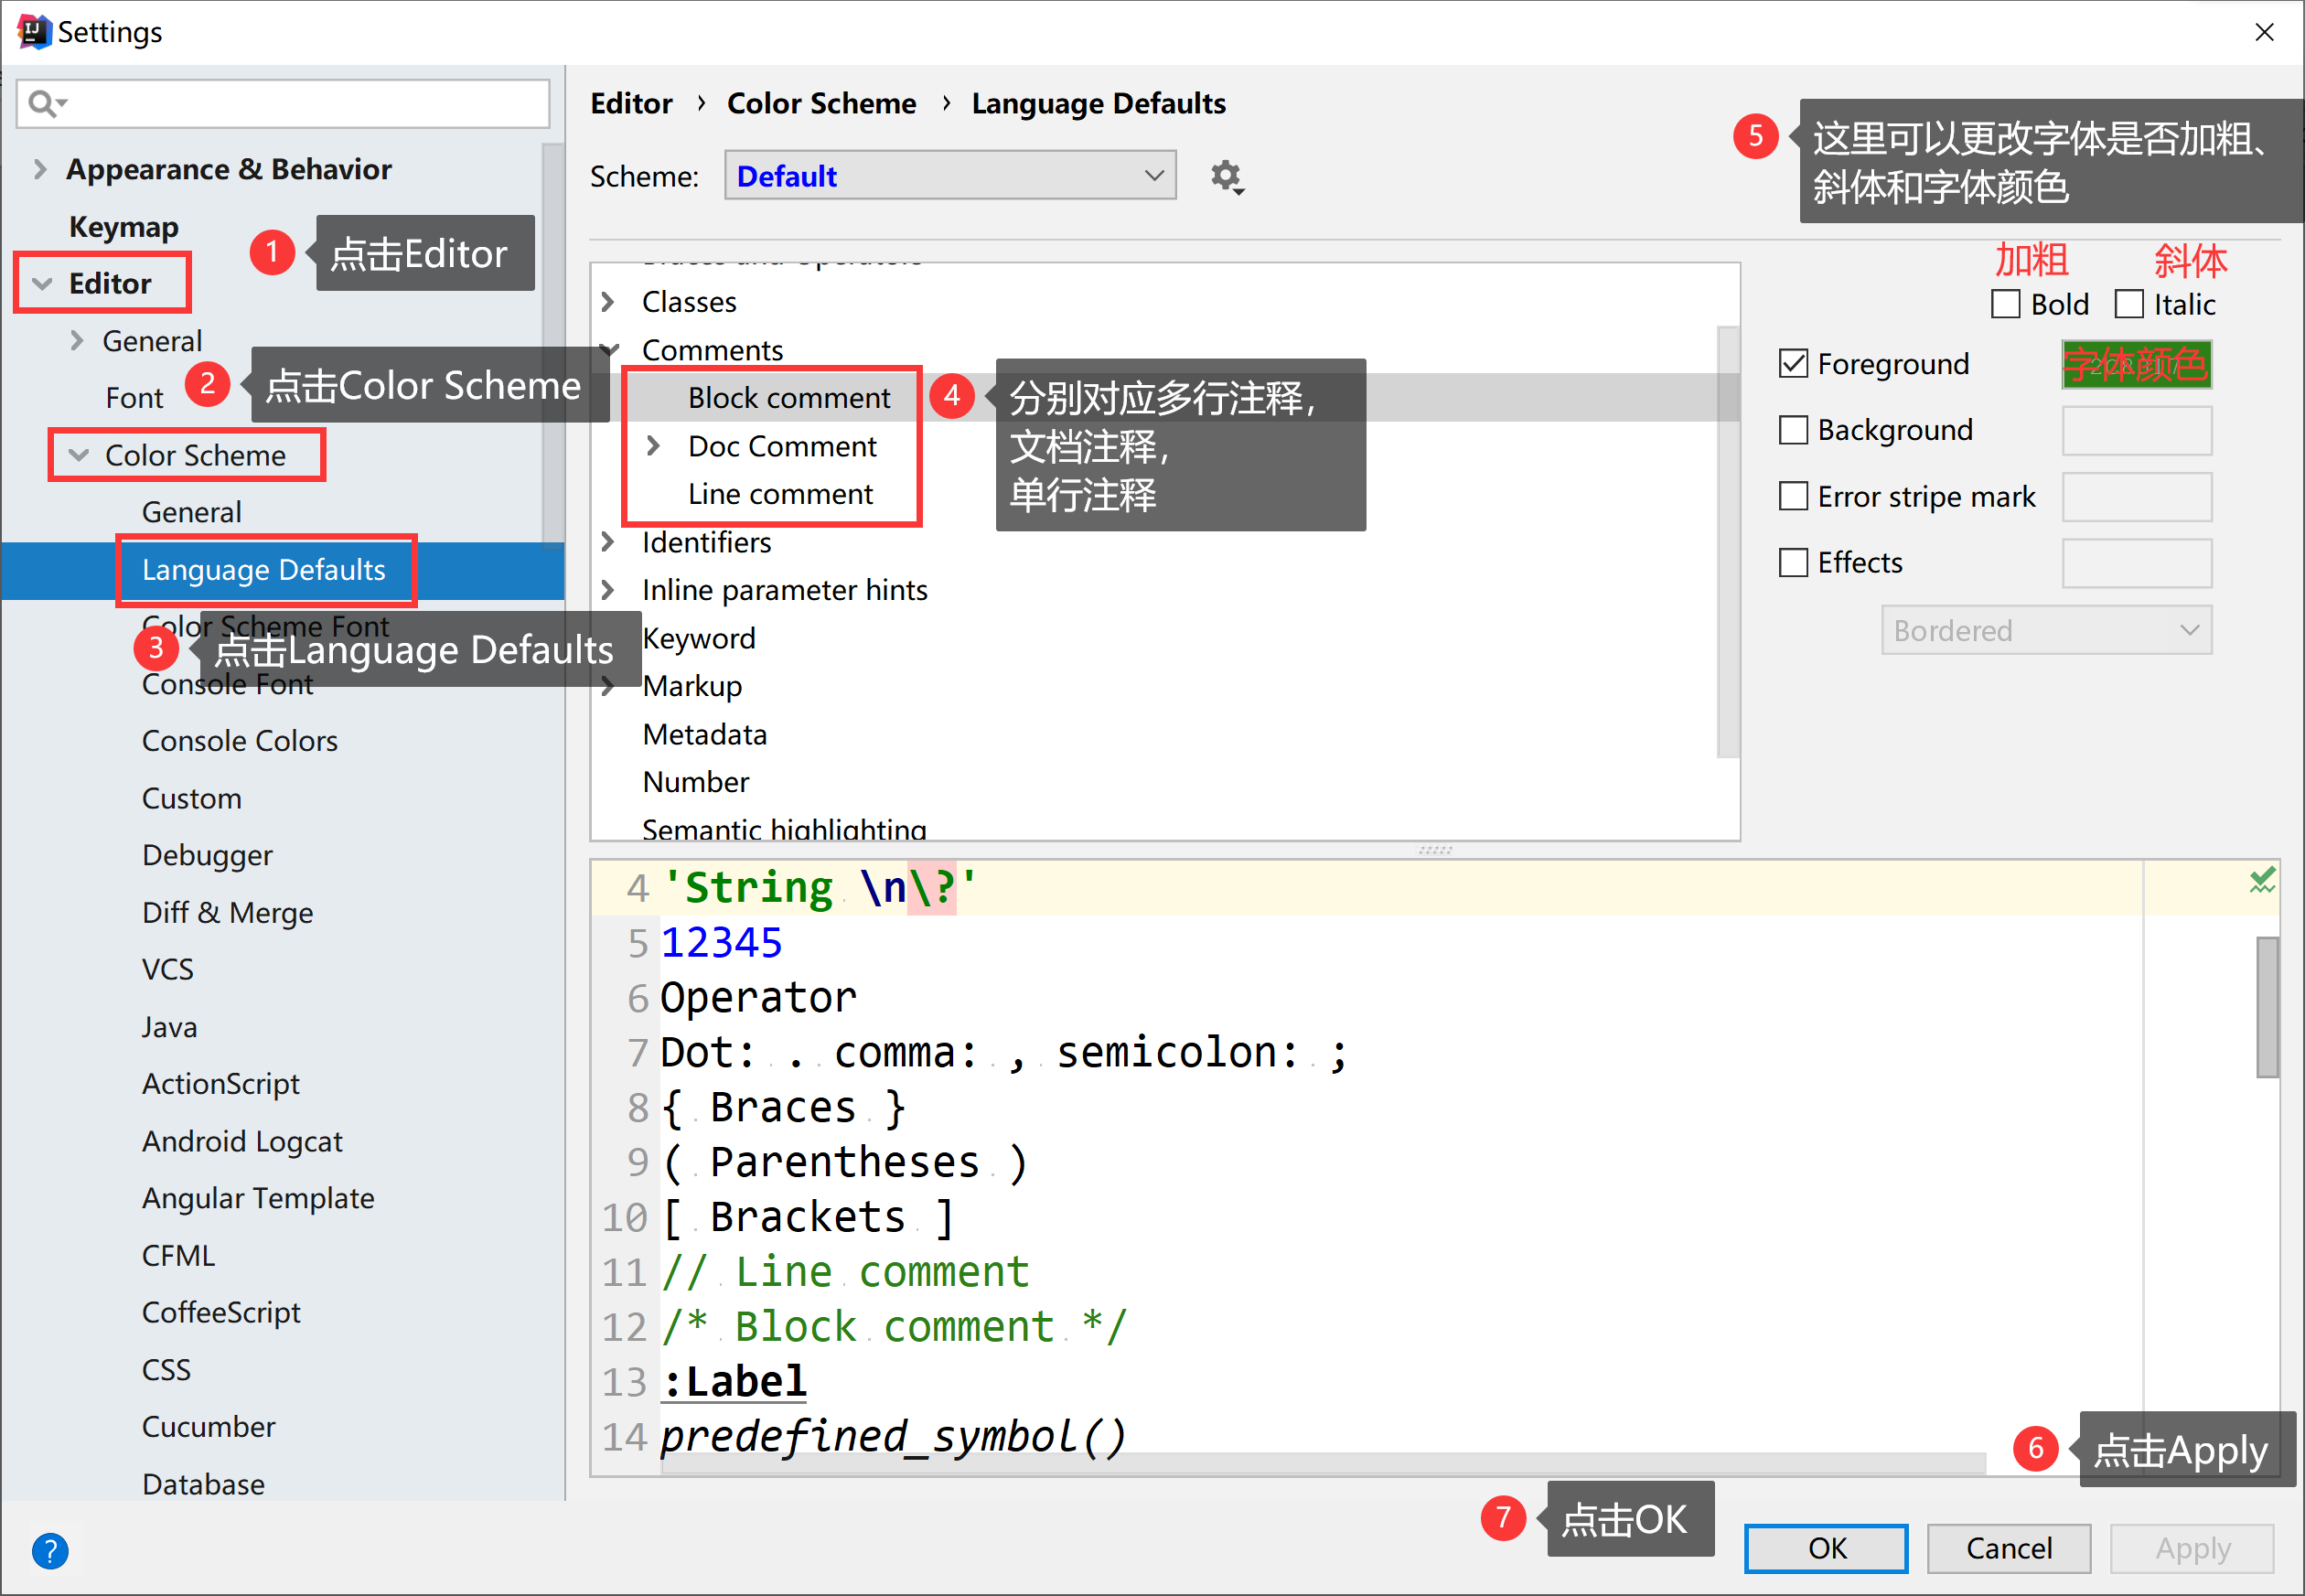 Settings
Appearance & Behavior
Keymap
1 点击Editor
Editor
General
2 点击Color Scheme
Font
Color Scheme
General
Language Defaults
Color Scheme Font
3 点击Language Defaults
Console Font
Console Colors
Custom
Debugger
Diff & Merge
VCS
Java
ActionScript
Android Logcat
Angular Template
CFML
CoffeeScript
CSS
Cucumber
Database
Editor › Color Scheme › Language Defaults
Scheme: Default
5 这里可以更改字体是否加粗、
斜体和字体颜色
Classes
Comments
Block comment
Doc Comment
Line comment
4 分别对应多行注释，
文档注释，
单行注释
Identifiers
Inline parameter hints
Keyword
Markup
Metadata
Number
Semantic highlighting
加粗 斜体
Bold Italic
Foreground 字体颜色
Background
Error stripe mark
Effects
Bordered
4 'String \n\?'
5 12345
6 Operator
7 Dot: . comma: , semicolon: ;
8 { Braces }
9 ( Parentheses )
10 [ Brackets ]
11 // Line comment
12 /* Block comment */
13 :Label
14 predefined_symbol()
6 点击Apply
7 点击OK
? OK Cancel Apply